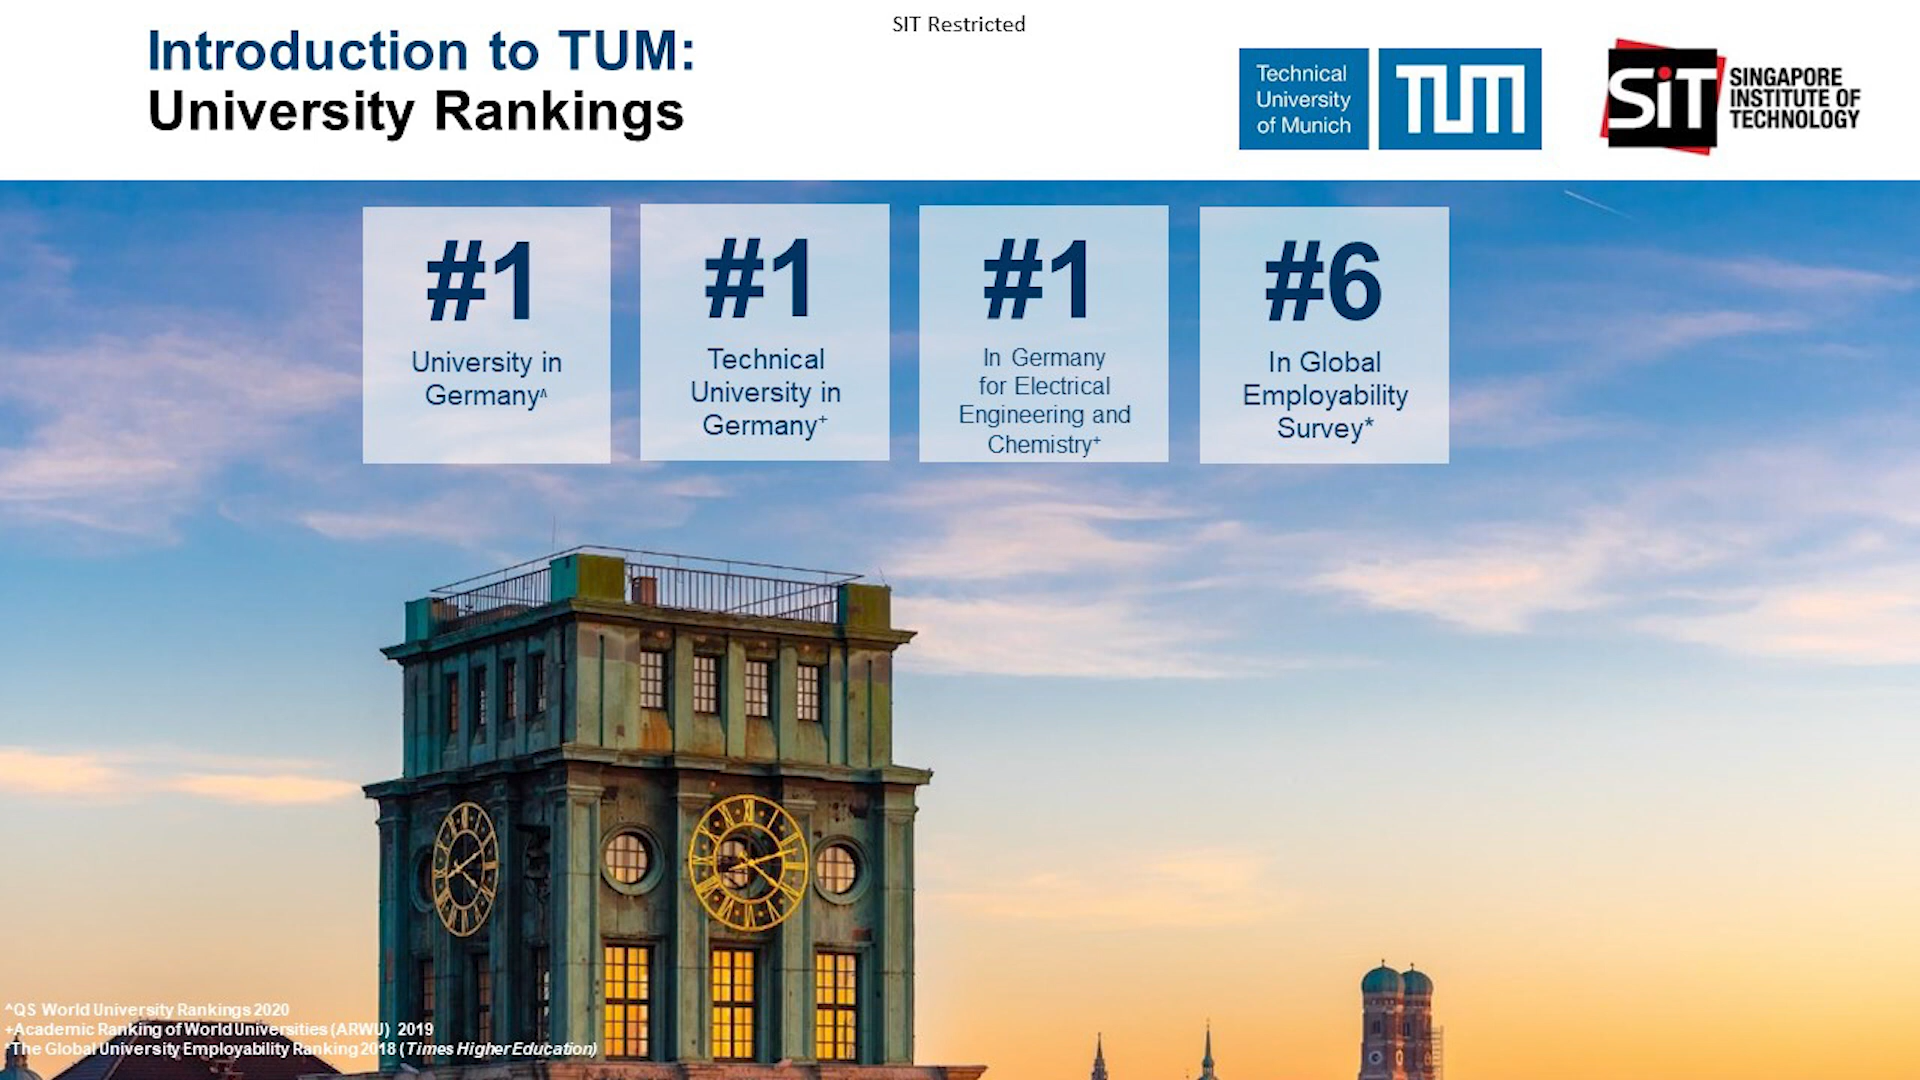 SIT Restricted
Introduction to TUM:
University Rankings
Technical
University
of Munich
TUM
SiT
SINGAPORE
INSTITUTE OF
TECHNOLOGY
#1
University in
Germany^
#1
Technical
University in
Germany+
#1
In Germany
for Electrical
Engineering and
Chemistry+
#6
In Global
Employability
Survey*
^QS World University Rankings 2020
+Academic Ranking of World Universities (ARWU) 2019
*The Global University Employability Ranking 2018 (Times Higher Education)